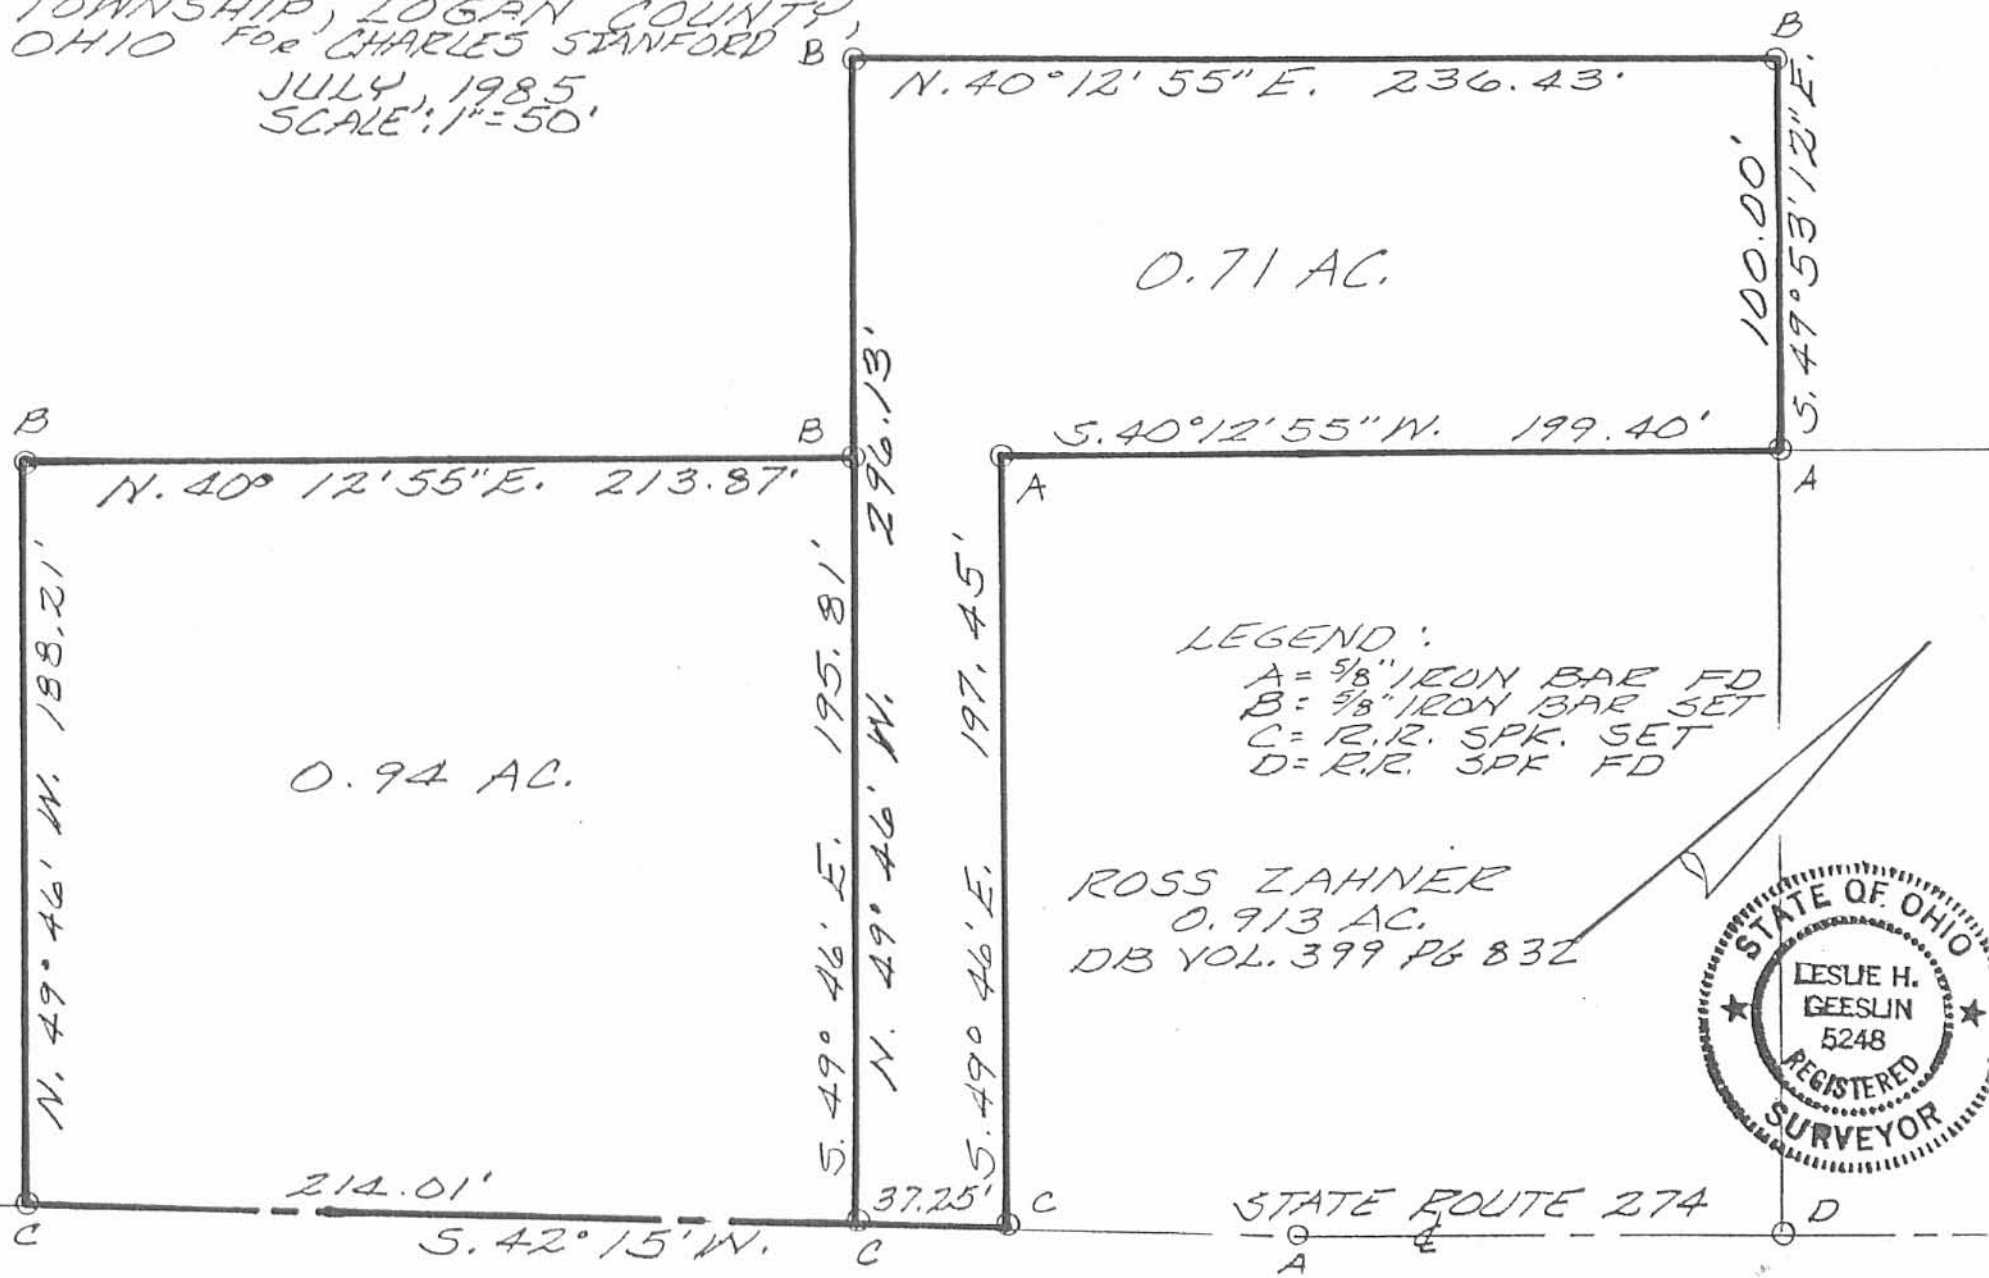 TOWNSHIP, LOGAN COUNTY,
OHIO FOR CHARLES STANFORD
JULY, 1985
SCALE: 1"=50'
B
B
N. 40° 12' 55" E. 236.43'
100.00'
S. 49° 53' 12" E.
0.71 AC.
296.13'
N. 49° 46' W.
B
B
N. 40° 12' 55" E. 213.87'
S. 40° 12' 55" W. 199.40'
A
A
N. 49° 46' W. 188.21'
S. 49° 46' E. 195.81'
S. 49° 46' E. 197.45'
0.94 AC.
LEGEND:
A = 5/8" IRON BAR FD
B = 5/8" IRON BAR SET
C = R.R. SPK. SET
D = R.R. SPK FD
ROSS ZAHNER
0.913 AC.
DB VOL. 399 PG 832
STATE OF OHIO
LESLIE H.
GEESLIN
5248
REGISTERED
SURVEYOR
214.01'
37.25'
C
STATE ROUTE 274
D
C
S. 42° 15' W.
C
A
℄